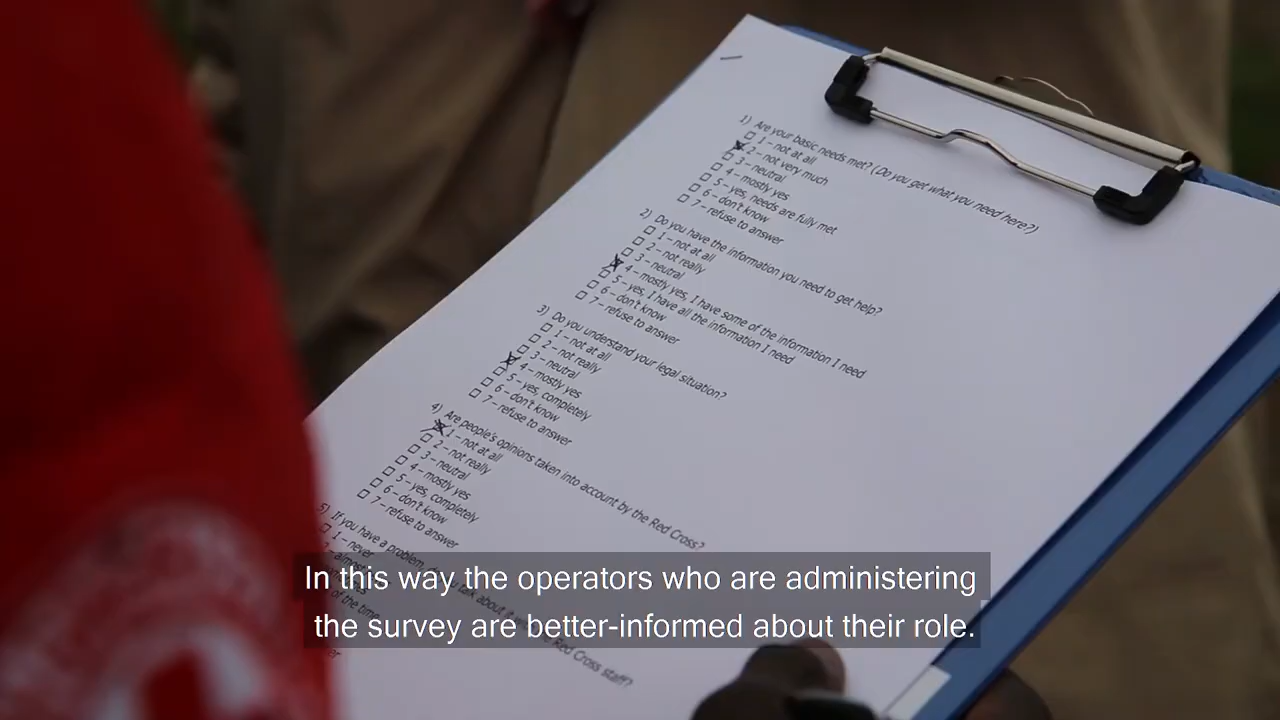 1) Are your basic needs met? (Do you get what you need here?)
1 – not at all
2 – not very much
3 – neutral
4 – mostly yes
5 – yes, needs are fully met
6 – don't know
7 – refuse to answer
2) Do you have the information you need to get help?
1 – not at all
2 – not really
3 – neutral
4 – mostly yes, I have some of the information I need
5 – yes, I have all the information I need
6 – don't know
7 – refuse to answer
3) Do you understand your legal situation?
1 – not at all
2 – not really
3 – neutral
4 – mostly yes
5 – yes, completely
6 – don't know
7 – refuse to answer
4) Are people's opinions taken into account by the Red Cross?
1 – not at all
2 – not really
3 – neutral
4 – mostly yes
5 – yes, completely
6 – don't know
7 – refuse to answer
5) If you have a problem, talk about Red Cross staff?
1 – never
of the time
In this way the operators who are administering
the survey are better-informed about their role.